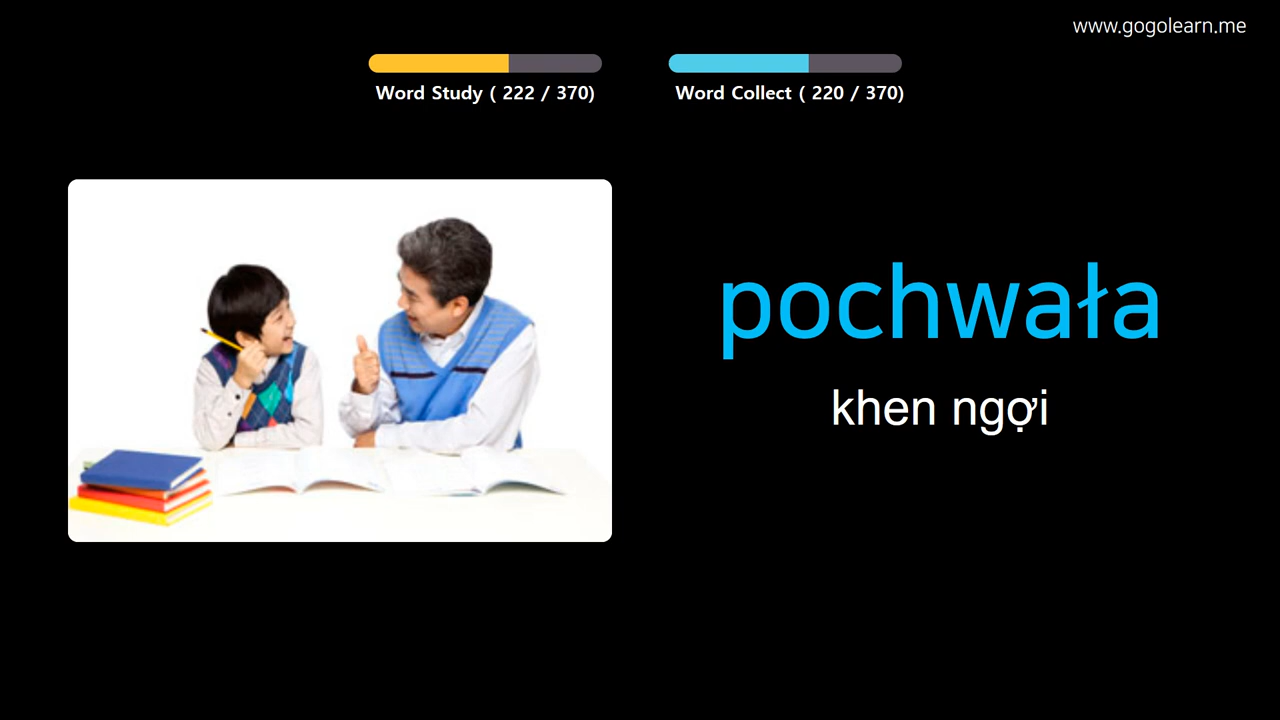 www.gogolearn.me
Word Study ( 222 / 370)
Word Collect ( 220 / 370)
pochwała
khen ngợi